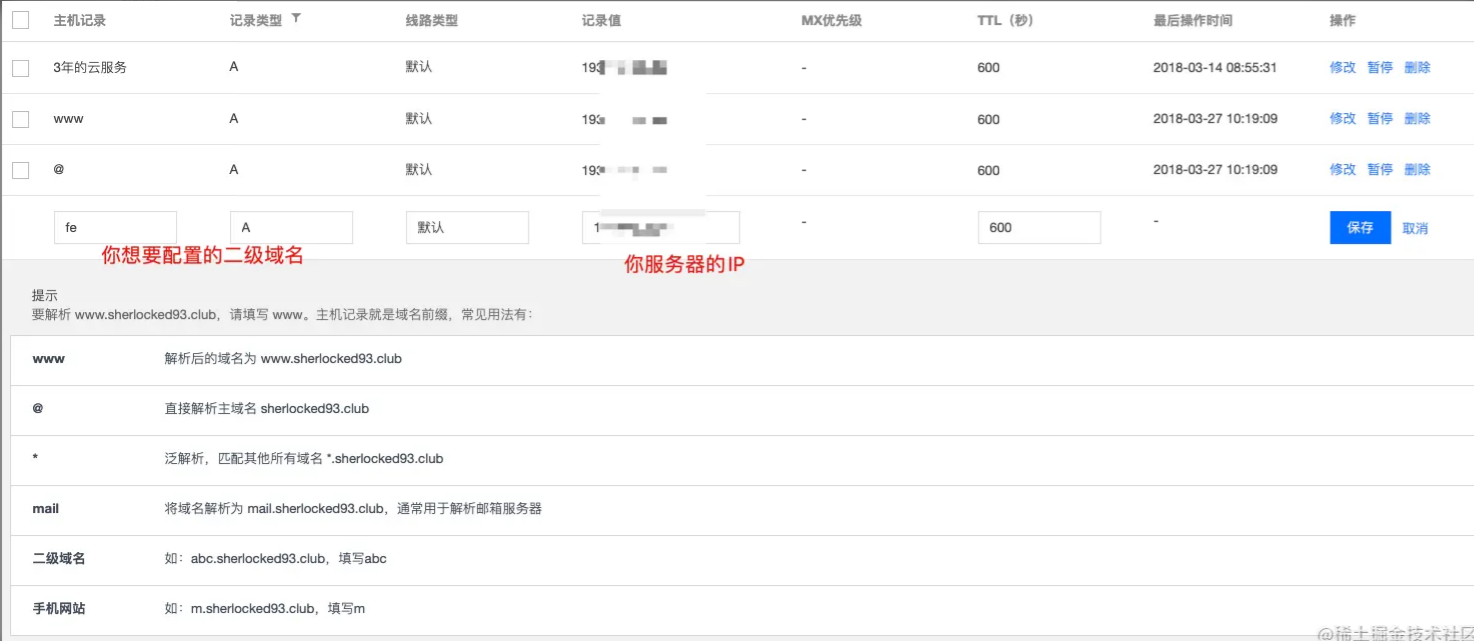 主机记录 记录类型 线路类型 记录值 MX优先级 TTL（秒） 最后操作时间 操作
3年的云服务 A 默认 193 - 600 2018-03-14 08:55:31 修改 暂停 删除
www A 默认 193 - 600 2018-03-27 10:19:09 修改 暂停 删除
@ A 默认 193 - 600 2018-03-27 10:19:09 修改 暂停 删除
fe A 默认 1 - 600 - 保存 取消
你想要配置的二级域名 你服务器的IP
提示
要解析 www.sherlocked93.club，请填写 www。主机记录就是域名前缀，常见用法有：
www 解析后的域名为 www.sherlocked93.club
@ 直接解析主域名 sherlocked93.club
* 泛解析，匹配其他所有域名 *.sherlocked93.club
mail 将域名解析为 mail.sherlocked93.club，通常用于解析邮箱服务器
二级域名 如：abc.sherlocked93.club，填写abc
手机网站 如：m.sherlocked93.club，填写m
@稀土掘金技术社区